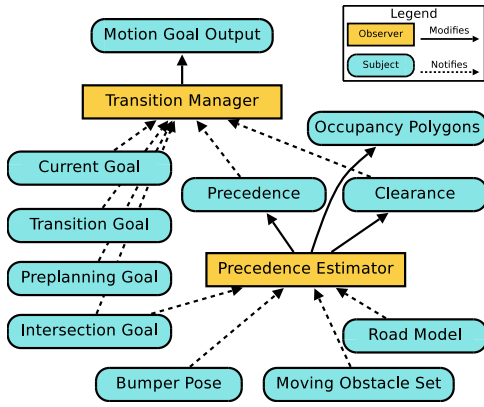 Motion Goal Output
Legend
Observer
Modifies
Subject
Notifies
Transition Manager
Occupancy Polygons
Current Goal
Precedence
Clearance
Transition Goal
Preplanning Goal
Precedence Estimator
Intersection Goal
Road Model
Bumper Pose
Moving Obstacle Set